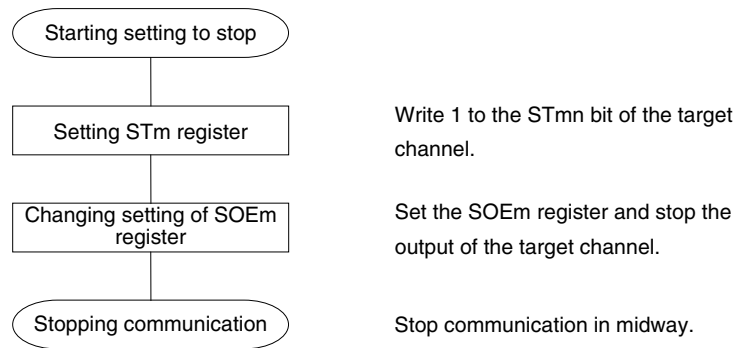 Starting setting to stop
Setting STm register
Write 1 to the STmn bit of the target
channel.
Changing setting of SOEm
register
Set the SOEm register and stop the
output of the target channel.
Stopping communication
Stop communication in midway.